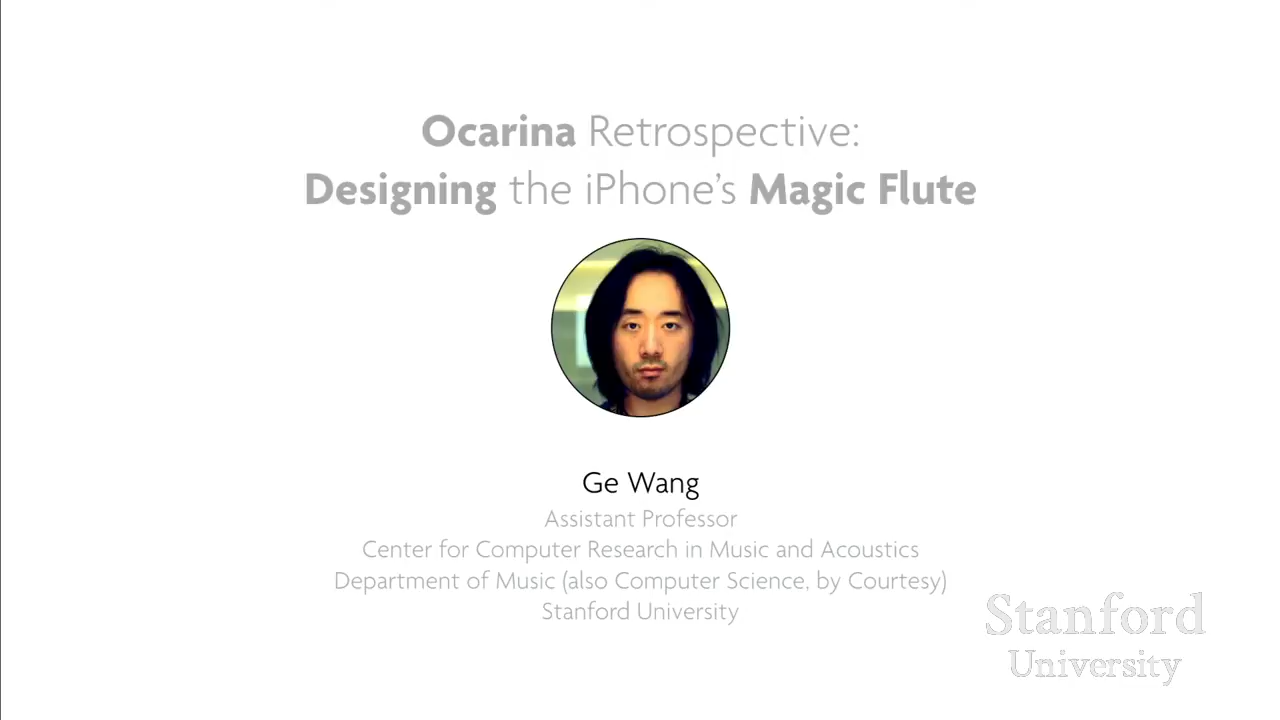 Ocarina Retrospective:
Designing the iPhone's Magic Flute
Ge Wang
Assistant Professor
Center for Computer Research in Music and Acoustics
Department of Music (also Computer Science, by Courtesy)
Stanford University
Stanford
University